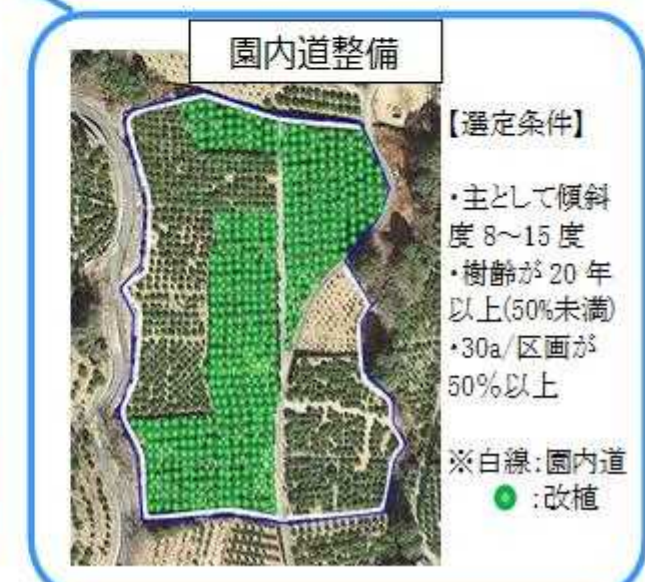 園内道整備
【選定条件】
・主として傾斜
度 8～15 度
・樹齢が 20 年
以上(50%未満)
・30a/区画が
50％以上
※白線：園内道
：改植